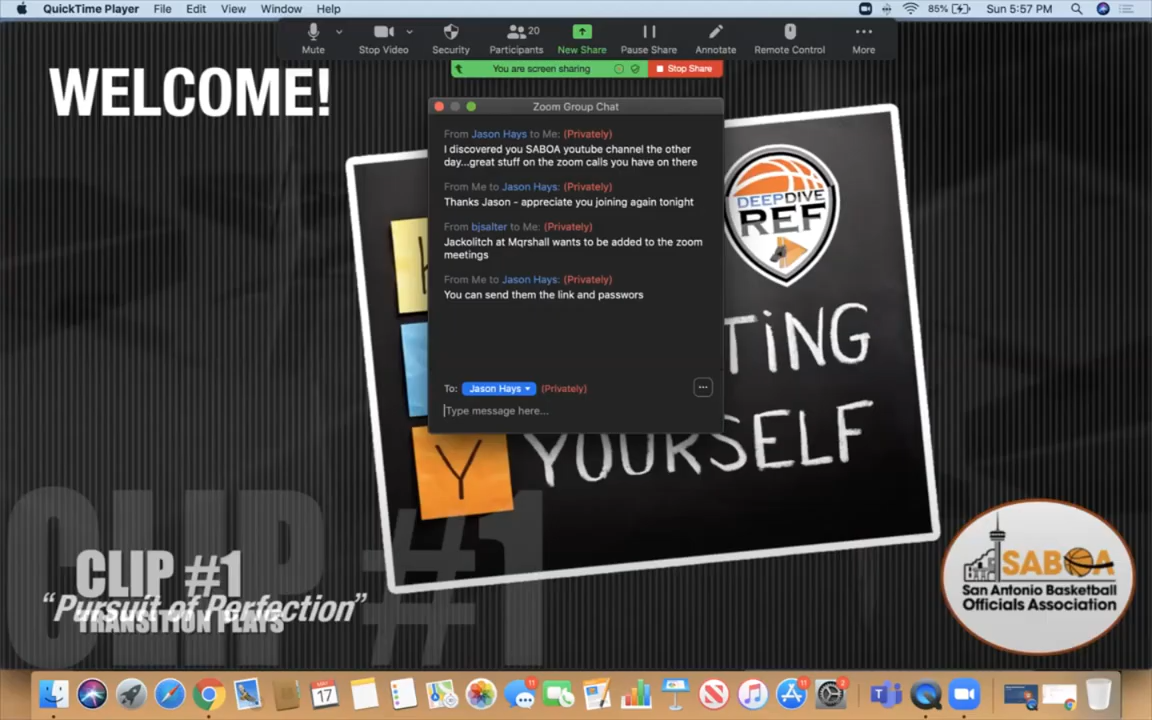 QuickTime Player File Edit View Window Help
85% Sun 5:57 PM
Mute
Stop Video
Security
Participants 20
New Share
Pause Share
Annotate
Remote Control
More
You are screen sharing
Stop Share
WELCOME!
Zoom Group Chat
From Jason Hays to Me: (Privately)
I discovered you SABOA youtube channel the other
day...great stuff on the zoom calls you have on there
From Me to Jason Hays: (Privately)
Thanks Jason - appreciate you joining again tonight
From bjsalter to Me: (Privately)
Jackolitch at Mqrshall wants to be added to the zoom
meetings
From Me to Jason Hays: (Privately)
You can send them the link and passwors
To: Jason Hays (Privately)
Type message here...
DEEPDIVE
REF
TiNG
Y YOURSELF
CLIP #1
CLIP #1
"Pursuit of Perfection"
TRANSITION PLAYS
SABOA
San Antonio Basketball
Officials Association
17
11
11
2